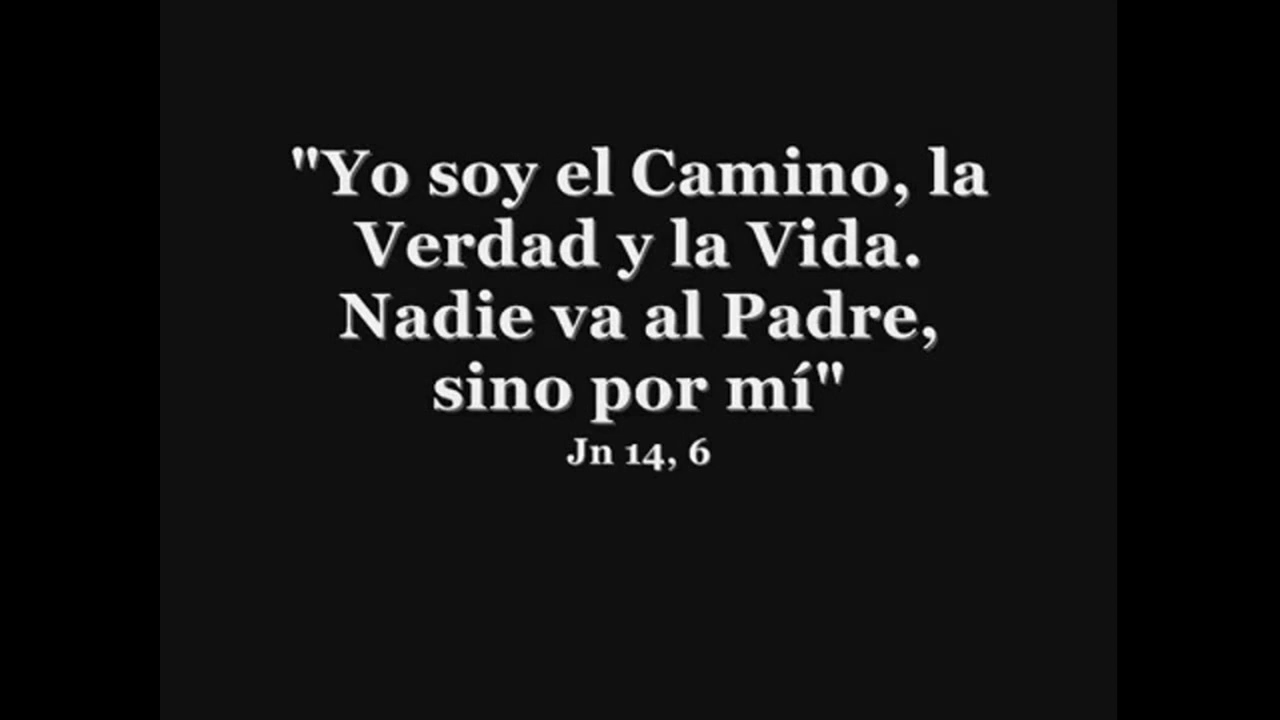 "Yo soy el Camino, la
Verdad y la Vida.
Nadie va al Padre,
sino por mí"
Jn 14, 6